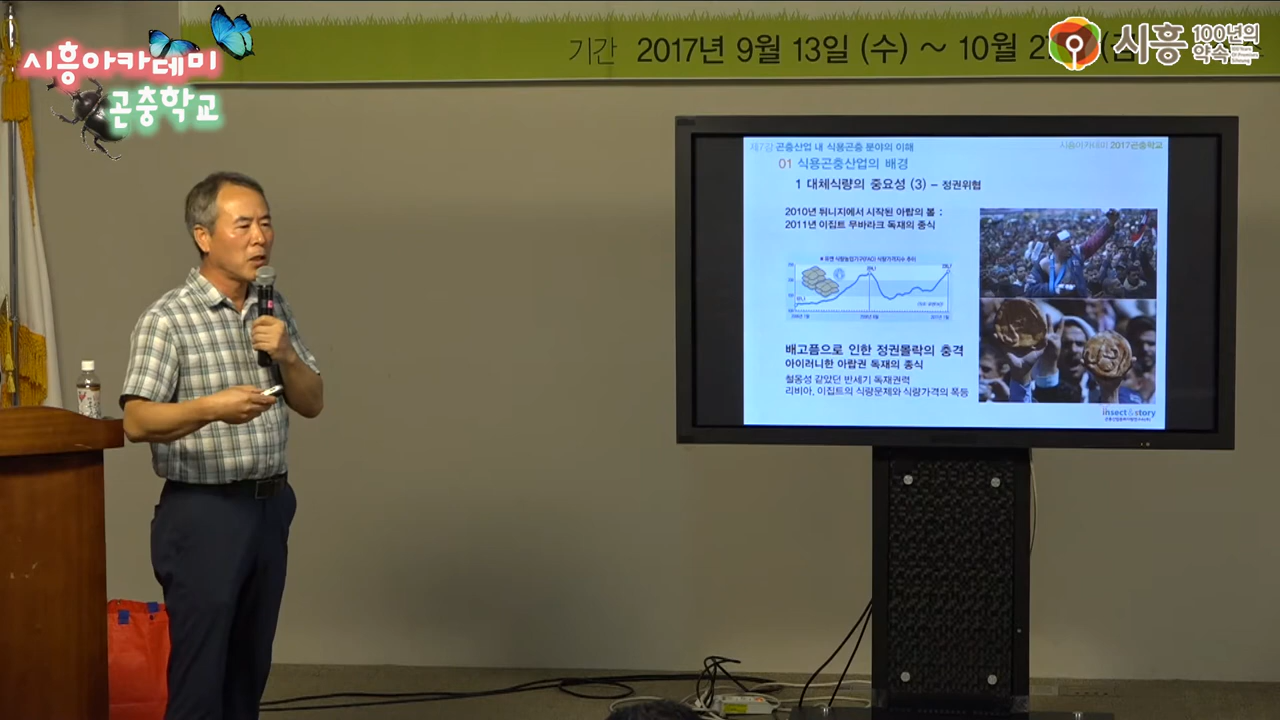 시흥아카데미
곤충학교
기간 2017년 9월 13일 (수) ~ 10월 2
시흥 100년의
약속
제7강 곤충산업 내 식용곤충 분야의 이해
시흥아카데미 2017곤충학교
01 식용곤충산업의 배경
1 대체식량의 중요성 (3) – 정권위협
2010년 튀니지에서 시작된 아랍의 봄 :
2011년 이집트 무바라크 독재의 종식
배고픔으로 인한 정권몰락의 충격
아이러니한 아랍권 독재의 종식
철옹성 같았던 반세기 독재권력
리비아, 이집트의 식량문제와 식량가격의 폭등
insect&story